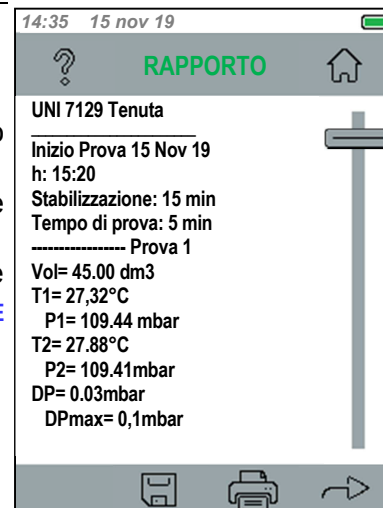 14:35 15 nov 19
RAPPORTO
UNI 7129 Tenuta
Inizio Prova 15 Nov 19
h: 15:20
Stabilizzazione: 15 min
Tempo di prova: 5 min
----------------- Prova 1
Vol= 45.00 dm3
T1= 27,32°C
P1= 109.44 mbar
T2= 27.88°C
P2= 109.41mbar
DP= 0.03mbar
DPmax= 0,1mbar